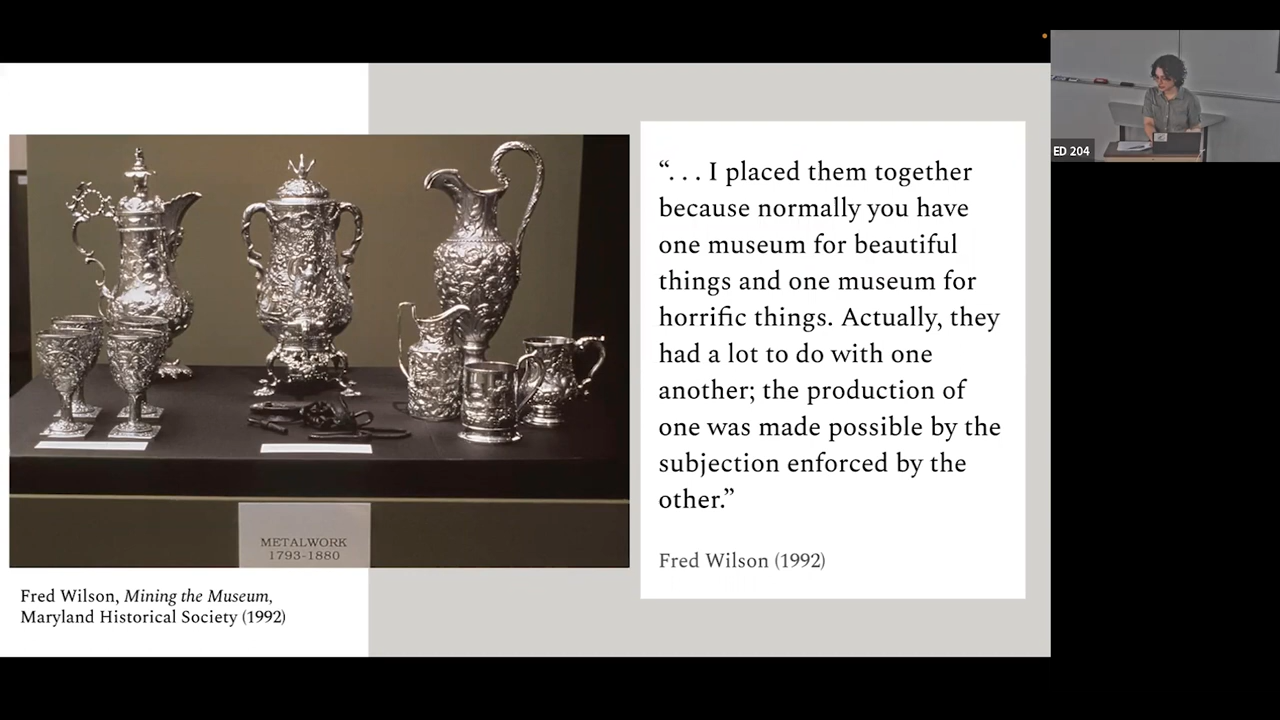 “. . . I placed them together
because normally you have
one museum for beautiful
things and one museum for
horrific things. Actually, they
had a lot to do with one
another; the production of
one was made possible by the
subjection enforced by the
other.”
Fred Wilson (1992)
METALWORK
1793-1880
Fred Wilson, Mining the Museum,
Maryland Historical Society (1992)
ED 204